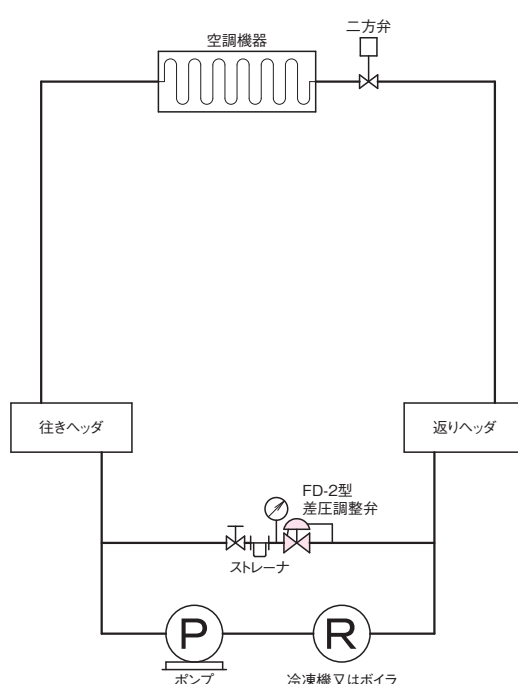 空調機器
二方弁
往きヘッダ
返りヘッダ
FD-2型
差圧調整弁
ストレーナ
P
R
ポンプ
冷凍機又はボイラ